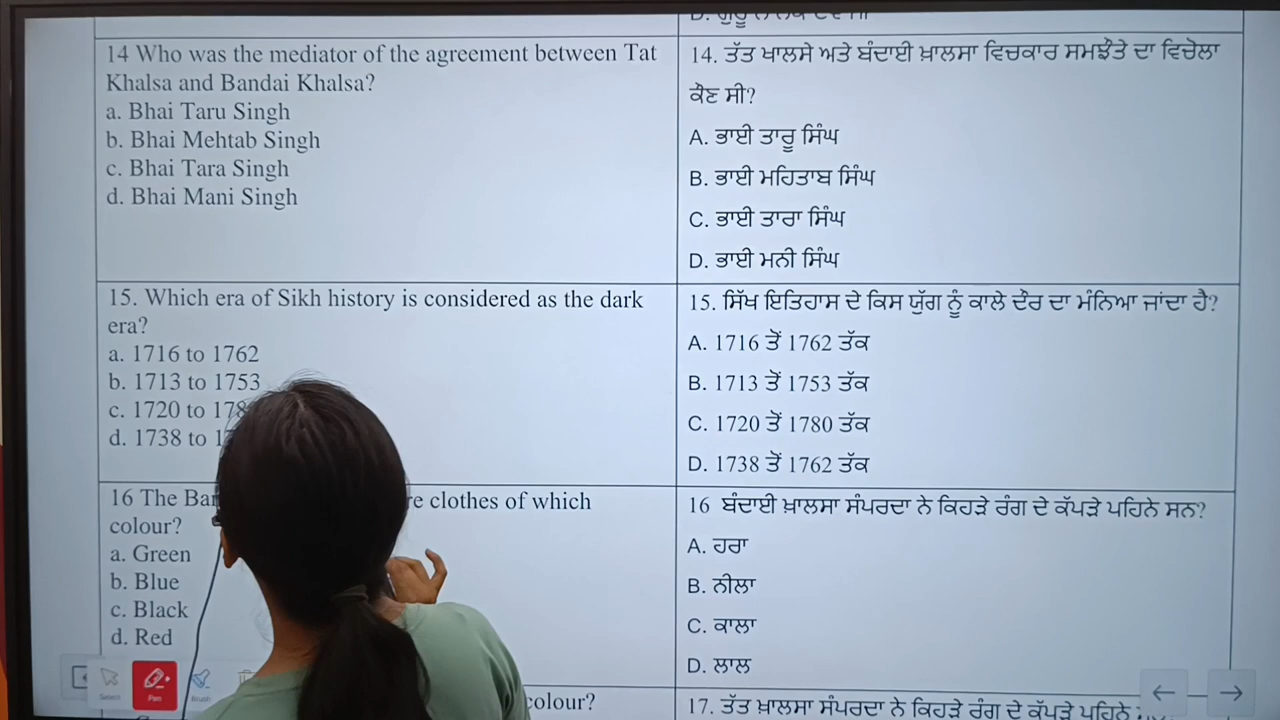 14 Who was the mediator of the agreement between Tat
Khalsa and Bandai Khalsa?
a. Bhai Taru Singh
b. Bhai Mehtab Singh
c. Bhai Tara Singh
d. Bhai Mani Singh
14. ਤੱਤ ਖਾਲਸੇ ਅਤੇ ਬੰਦਾਈ ਖ਼ਾਲਸਾ ਵਿਚਕਾਰ ਸਮਝੌਤੇ ਦਾ ਵਿਚੋਲਾ
ਕੌਣ ਸੀ?
A. ਭਾਈ ਤਾਰੂ ਸਿੰਘ
B. ਭਾਈ ਮਹਿਤਾਬ ਸਿੰਘ
C. ਭਾਈ ਤਾਰਾ ਸਿੰਘ
D. ਭਾਈ ਮਨੀ ਸਿੰਘ
15. Which era of Sikh history is considered as the dark
era?
a. 1716 to 1762
b. 1713 to 1753
c. 1720 to
d. 1738 to
15. ਸਿੱਖ ਇਤਿਹਾਸ ਦੇ ਕਿਸ ਯੁੱਗ ਨੂੰ ਕਾਲੇ ਦੌਰ ਦਾ ਮੰਨਿਆ ਜਾਂਦਾ ਹੈ?
A. 1716 ਤੋਂ 1762 ਤੱਕ
B. 1713 ਤੋਂ 1753 ਤੱਕ
C. 1720 ਤੋਂ 1780 ਤੱਕ
D. 1738 ਤੋਂ 1762 ਤੱਕ
16 The clothes of which
colour?
a. Green
b. Blue
c. Black
d. Red
16 ਬੰਦਾਈ ਖ਼ਾਲਸਾ ਸੰਪਰਦਾ ਨੇ ਕਿਹੜੇ ਰੰਗ ਦੇ ਕੱਪੜੇ ਪਹਿਨੇ ਸਨ?
A. ਹਰਾ
B. ਨੀਲਾ
C. ਕਾਲਾ
D. ਲਾਲ
colour?
17. ਤੱਤ ਖ਼ਾਲਸਾ ਸੰਪਰਦਾ ਨੇ ਕਿਹੜੇ ਰੰਗ ਦੇ ਕੱਪੜੇ ਪਹਿਨੇ
Select Pen Brush